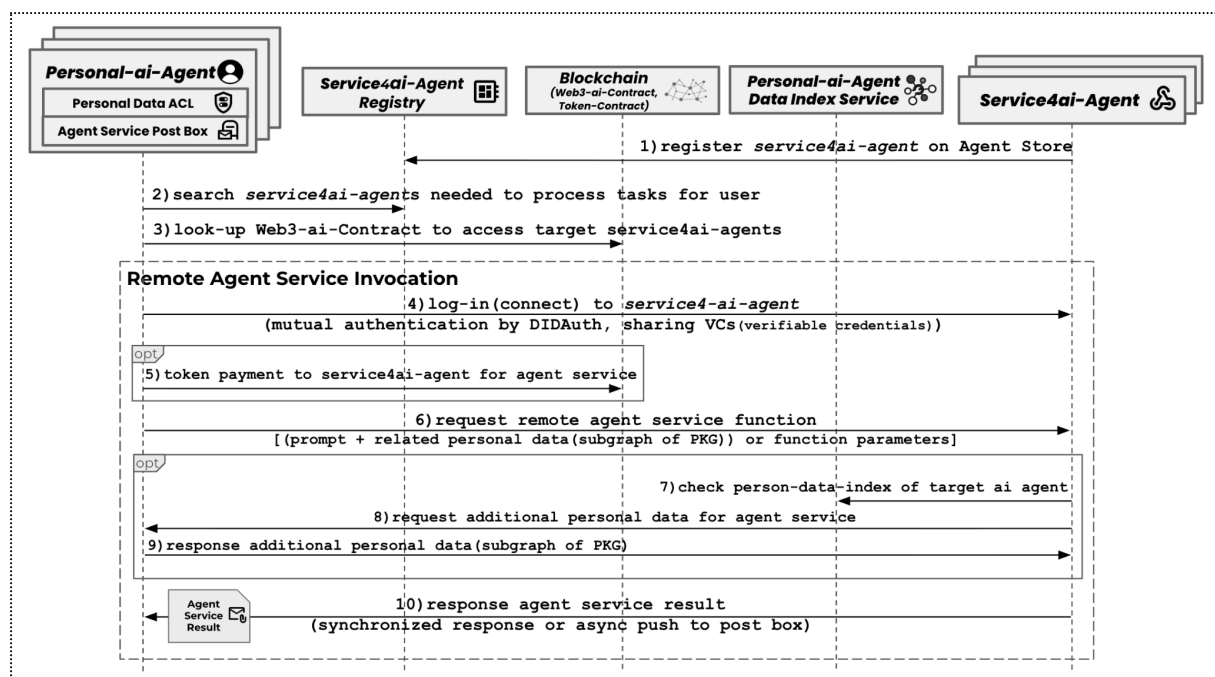 Personal-ai-Agent
Personal Data ACL
Agent Service Post Box
Service4ai-Agent
Registry
Blockchain
(Web3-ai-Contract,
Token-Contract)
Personal-ai-Agent
Data Index Service
Service4ai-Agent
1)register service4ai-agent on Agent Store
2)search service4ai-agents needed to process tasks for user
3)look-up Web3-ai-Contract to access target service4ai-agents
Remote Agent Service Invocation
4)log-in(connect) to service4-ai-agent
(mutual authentication by DIDAuth, sharing VCs(verifiable credentials))
opt
5)token payment to service4ai-agent for agent service
6)request remote agent service function
[(prompt + related personal data(subgraph of PKG)) or function parameters]
opt
7)check person-data-index of target ai agent
8)request additional personal data for agent service
9)response additional personal data(subgraph of PKG)
Agent
Service
Result
10)response agent service result
(synchronized response or async push to post box)